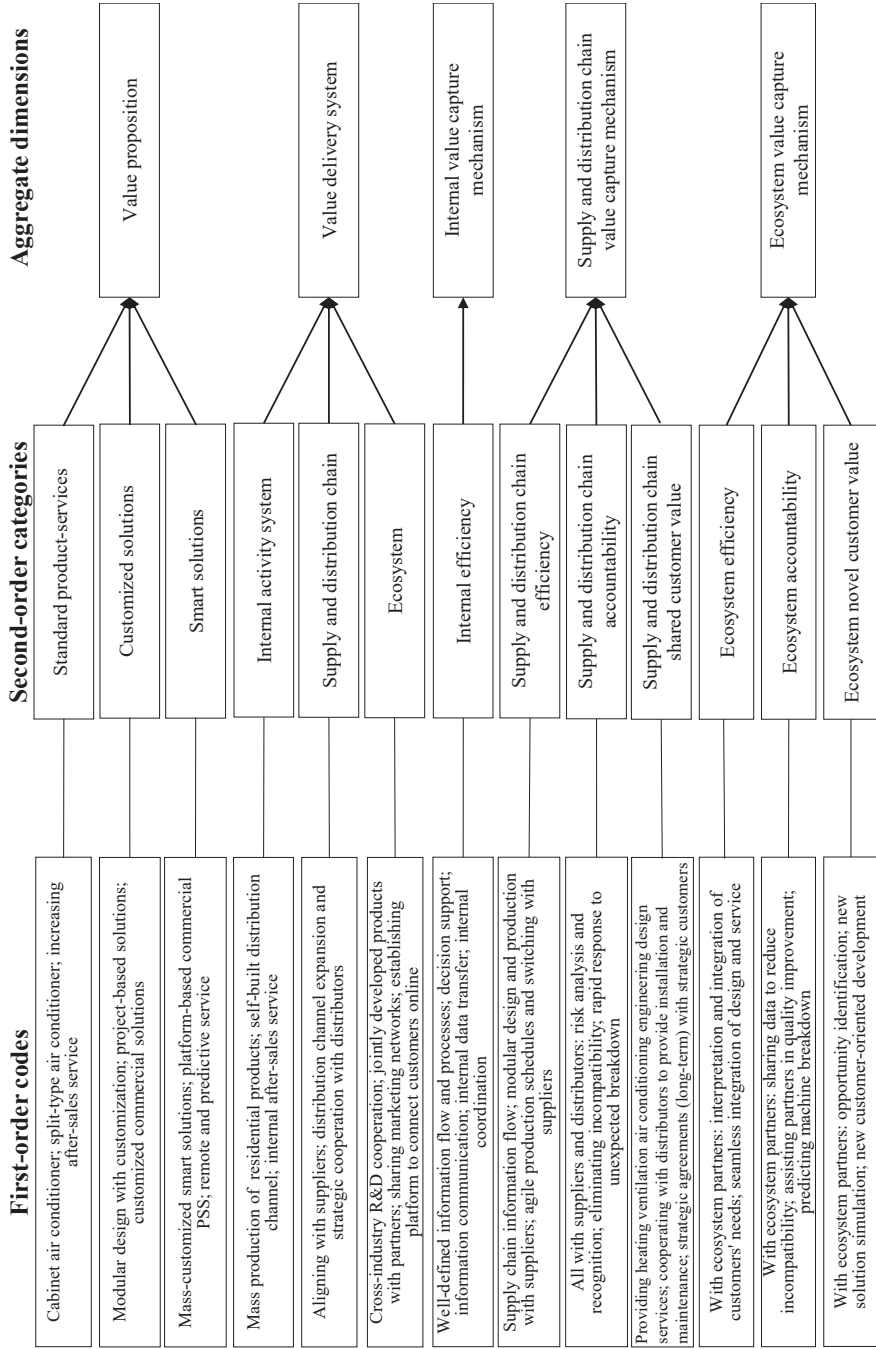 First-order codes
Second-order categories
Aggregate dimensions
Cabinet air conditioner; split-type air conditioner; increasing
after-sales service
Standard product-services
Modular design with customization; project-based solutions;
customized commercial solutions
Customized solutions
Value proposition
Mass-customized smart solutions; platform-based commercial
PSS; remote and predictive service
Smart solutions
Mass production of residential products; self-built distribution
channel; internal after-sales service
Internal activity system
Aligning with suppliers; distribution channel expansion and
strategic cooperation with distributors
Supply and distribution chain
Value delivery system
Cross-industry R&D cooperation; jointly developed products
with partners; sharing marketing networks; establishing
platform to connect customers online
Ecosystem
Well-defined information flow and processes; decision support;
information communication; internal data transfer; internal
coordination
Internal efficiency
Internal value capture
mechanism
Supply chain information flow; modular design and production
with suppliers; agile production schedules and switching with
suppliers
Supply and distribution chain
efficiency
All with suppliers and distributors: risk analysis and
recognition; eliminating incompatibility; rapid response to
unexpected breakdown
Supply and distribution chain
accountability
Supply and distribution chain
value capture mechanism
Providing heating ventilation air conditioning engineering design
services; cooperating with distributors to provide installation and
maintenance; strategic agreements (long-term) with strategic customers
Supply and distribution chain
shared customer value
With ecosystem partners: interpretation and integration of
customers' needs; seamless integration of design and service
Ecosystem efficiency
With ecosystem partners: sharing data to reduce
incompatibility; assisting partners in quality improvement;
predicting machine breakdown
Ecosystem accountability
Ecosystem value capture
mechanism
With ecosystem partners: opportunity identification; new
solution simulation; new customer-oriented development
Ecosystem novel customer value